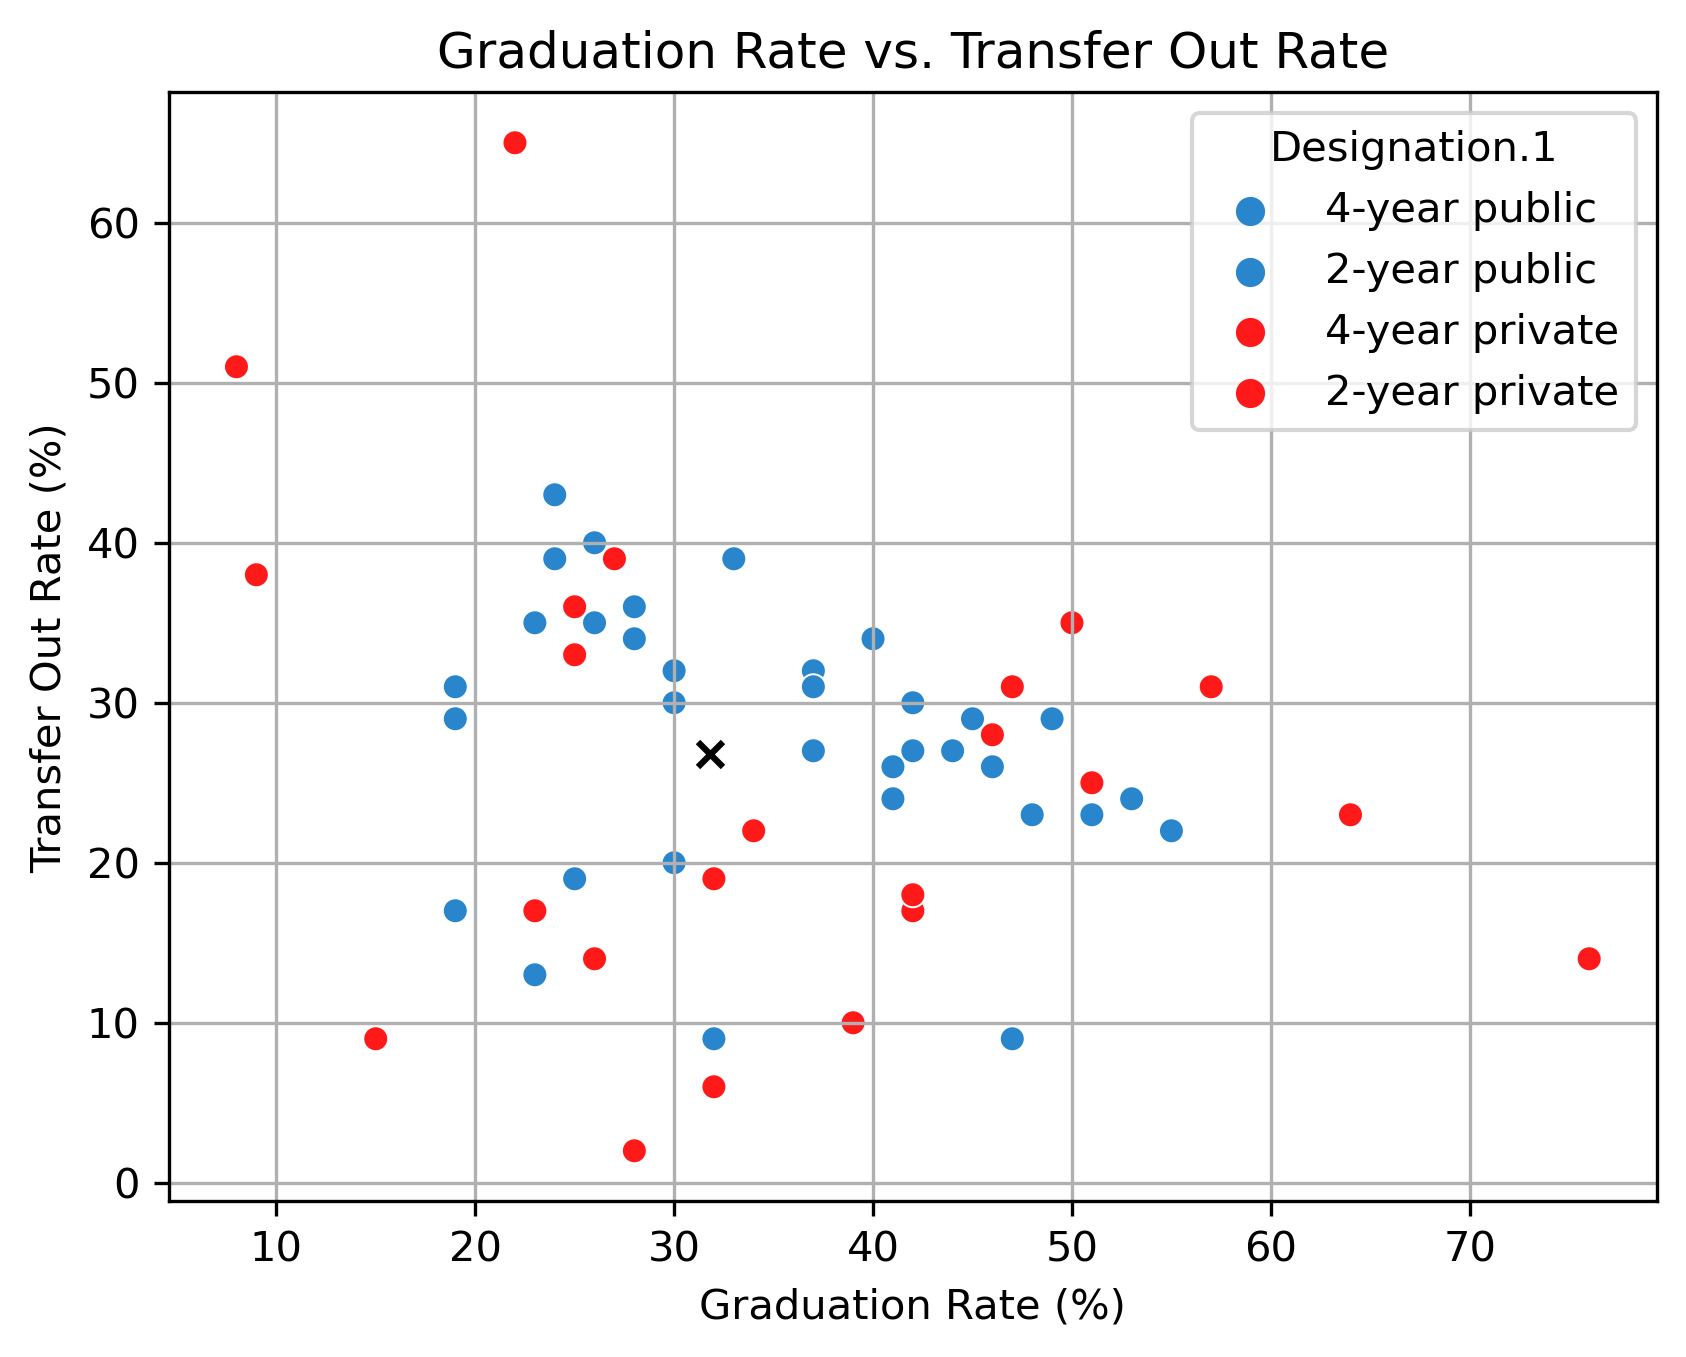 Graduation Rate vs. Transfer Out Rate
Designation.1
4-year public
2-year public
4-year private
2-year private
Transfer Out Rate (%)
60
50
40
30
20
10
0
10 20 30 40 50 60 70
Graduation Rate (%)